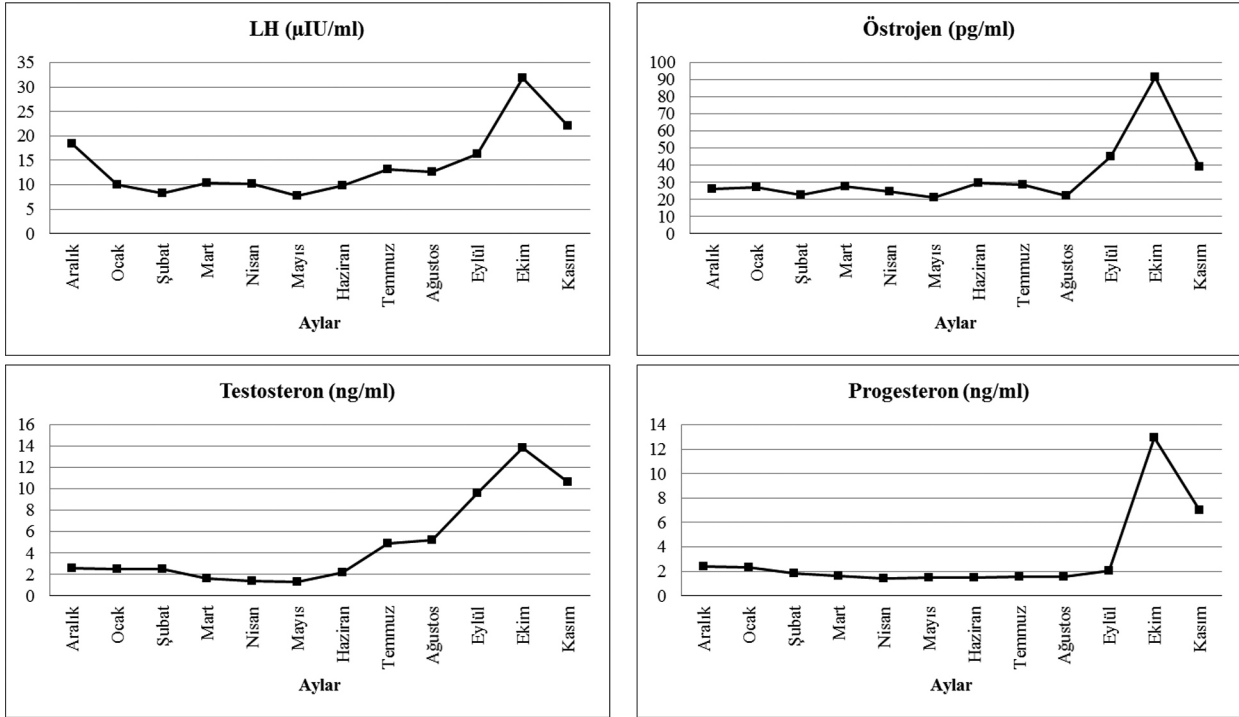 LH (µIU/ml)
35
30
25
20
15
10
5
0
Aralık
Ocak
Şubat
Mart
Nisan
Mayıs
Haziran
Temmuz
Ağustos
Eylül
Ekim
Kasım
Aylar
Östrojen (pg/ml)
100
90
80
70
60
50
40
30
20
10
0
Aralık
Ocak
Şubat
Mart
Nisan
Mayıs
Haziran
Temmuz
Ağustos
Eylül
Ekim
Kasım
Aylar
Testosteron (ng/ml)
16
14
12
10
8
6
4
2
0
Aralık
Ocak
Şubat
Mart
Nisan
Mayıs
Haziran
Temmuz
Ağustos
Eylül
Ekim
Kasım
Aylar
Progesteron (ng/ml)
14
12
10
8
6
4
2
0
Aralık
Ocak
Şubat
Mart
Nisan
Mayıs
Haziran
Temmuz
Ağustos
Eylül
Ekim
Kasım
Aylar